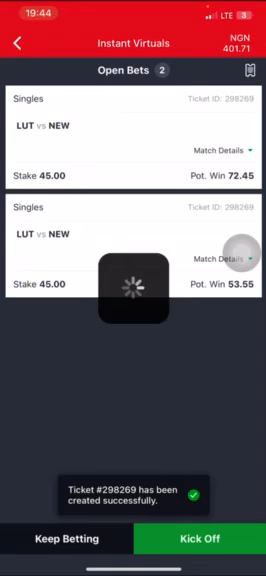 19:44
LTE 3
Instant Virtuals
NGN
401.71
Open Bets 2
Singles Ticket ID: 298269
LUT vs NEW
Match Details
Stake 45.00 Pot. Win 72.45
Singles Ticket ID: 298269
LUT vs NEW
Match Details
Stake 45.00 Pot. Win 53.55
Ticket #298269 has been
created successfully.
Keep Betting Kick Off